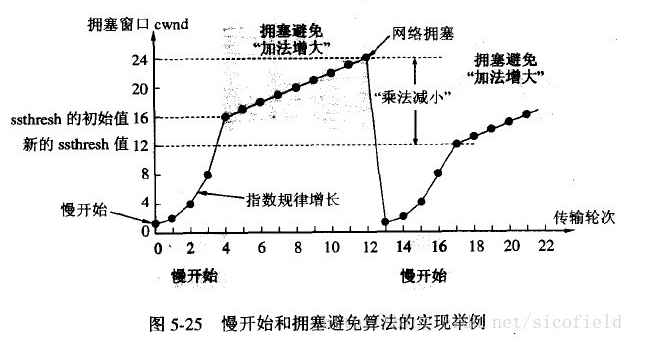 拥塞窗口 cwnd
拥塞避免
“加法增大”
网络拥塞
拥塞避免
“加法增大”
24
20
“乘法减小”
ssthresh 的初始值
16
新的 ssthresh 值
12
8
指数规律增长
4
慢开始
0
传输轮次
0 2 4 6 8 10 12 14 16 18 20 22
慢开始
慢开始
图 5-25 慢开始和拥塞避免算法的实现举例
net/sicofield